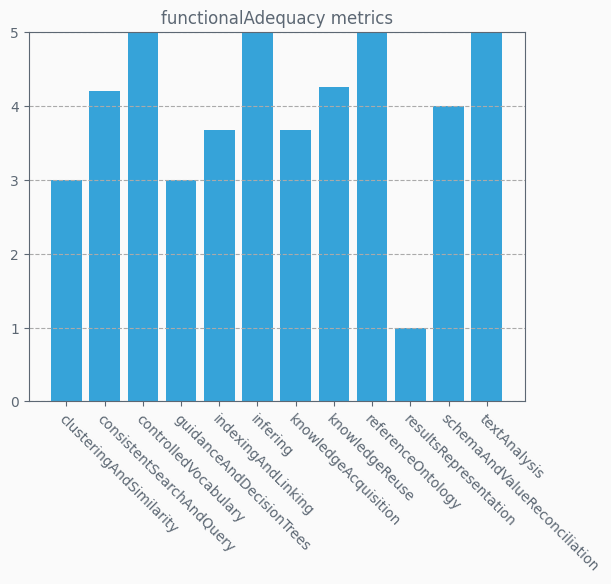 functionalAdequacy metrics
5
4
3
2
1
0
clusteringAndSimilarity
consistentSearchAndQuery
controlledVocabulary
guidanceAndDecisionTrees
indexingAndLinking
infering
knowledgeAcquisition
knowledgeReuse
referenceOntology
resultsRepresentation
schemaAndValueReconciliation
textAnalysis